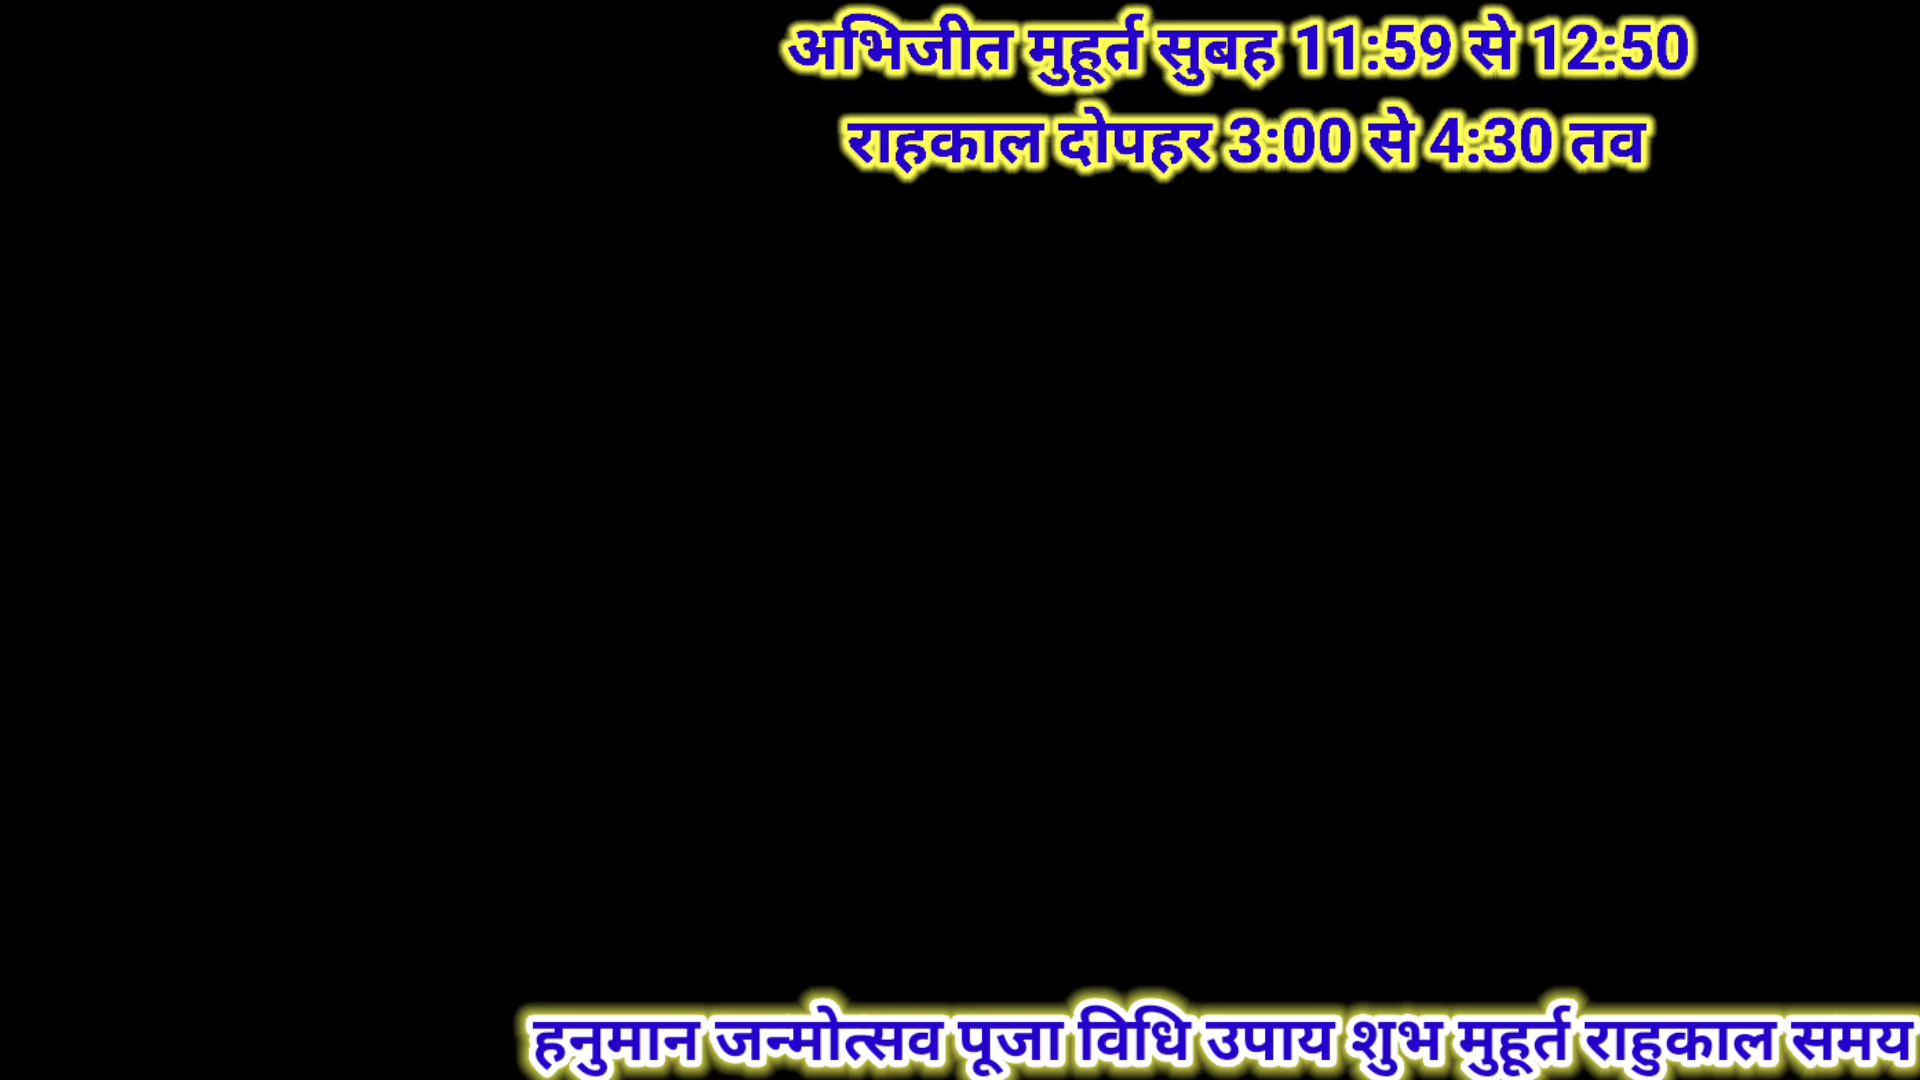 अभिजीत मुहूर्त सुबह 11:59 से 12:50
राहकाल दोपहर 3:00 से 4:30 तव
हनुमान जन्मोत्सव पूजा विधि उपाय शुभ मुहूर्त राहुकाल समय